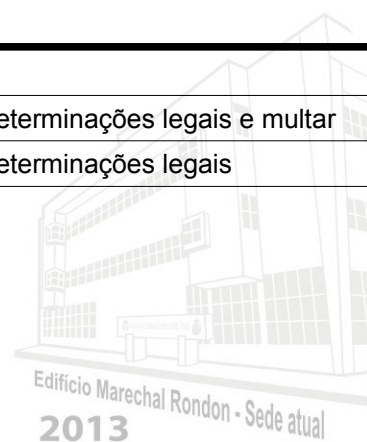 eterminações legais e multar
eterminações legais
Edifício Marechal Rondon - Sede atual
2013